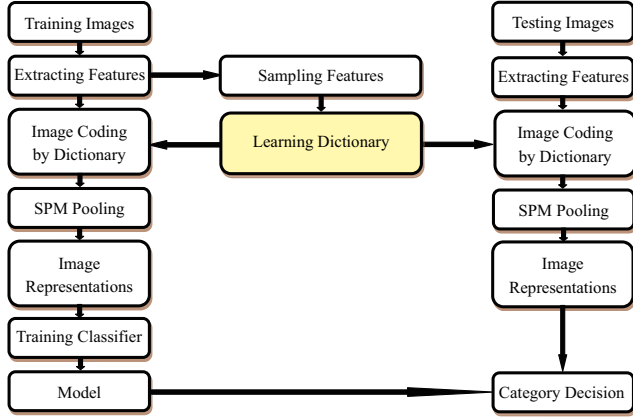 Training Images
Extracting Features
Image Coding
by Dictionary
SPM Pooling
Image
Representations
Training Classifier
Model
Sampling Features
Learning Dictionary
Testing Images
Extracting Features
Image Coding
by Dictionary
SPM Pooling
Image
Representations
Category Decision